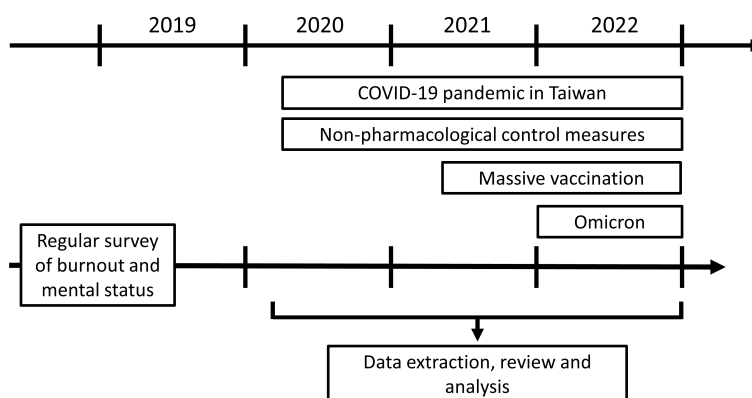 2019 2020 2021 2022
COVID-19 pandemic in Taiwan
Non-pharmacological control measures
Massive vaccination
Omicron
Regular survey
of burnout and
mental status
Data extraction, review and
analysis